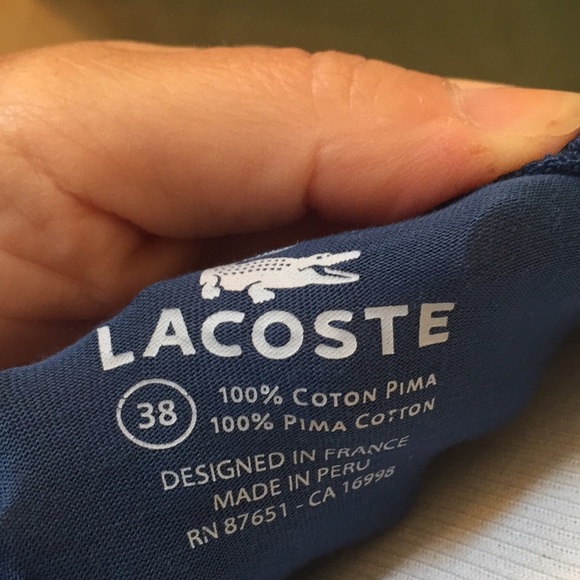 LACOSTE
38
100% COTON PIMA
100% PIMA COTTON
DESIGNED IN FRANCE
MADE IN PERU
RN 87651 - CA 16998